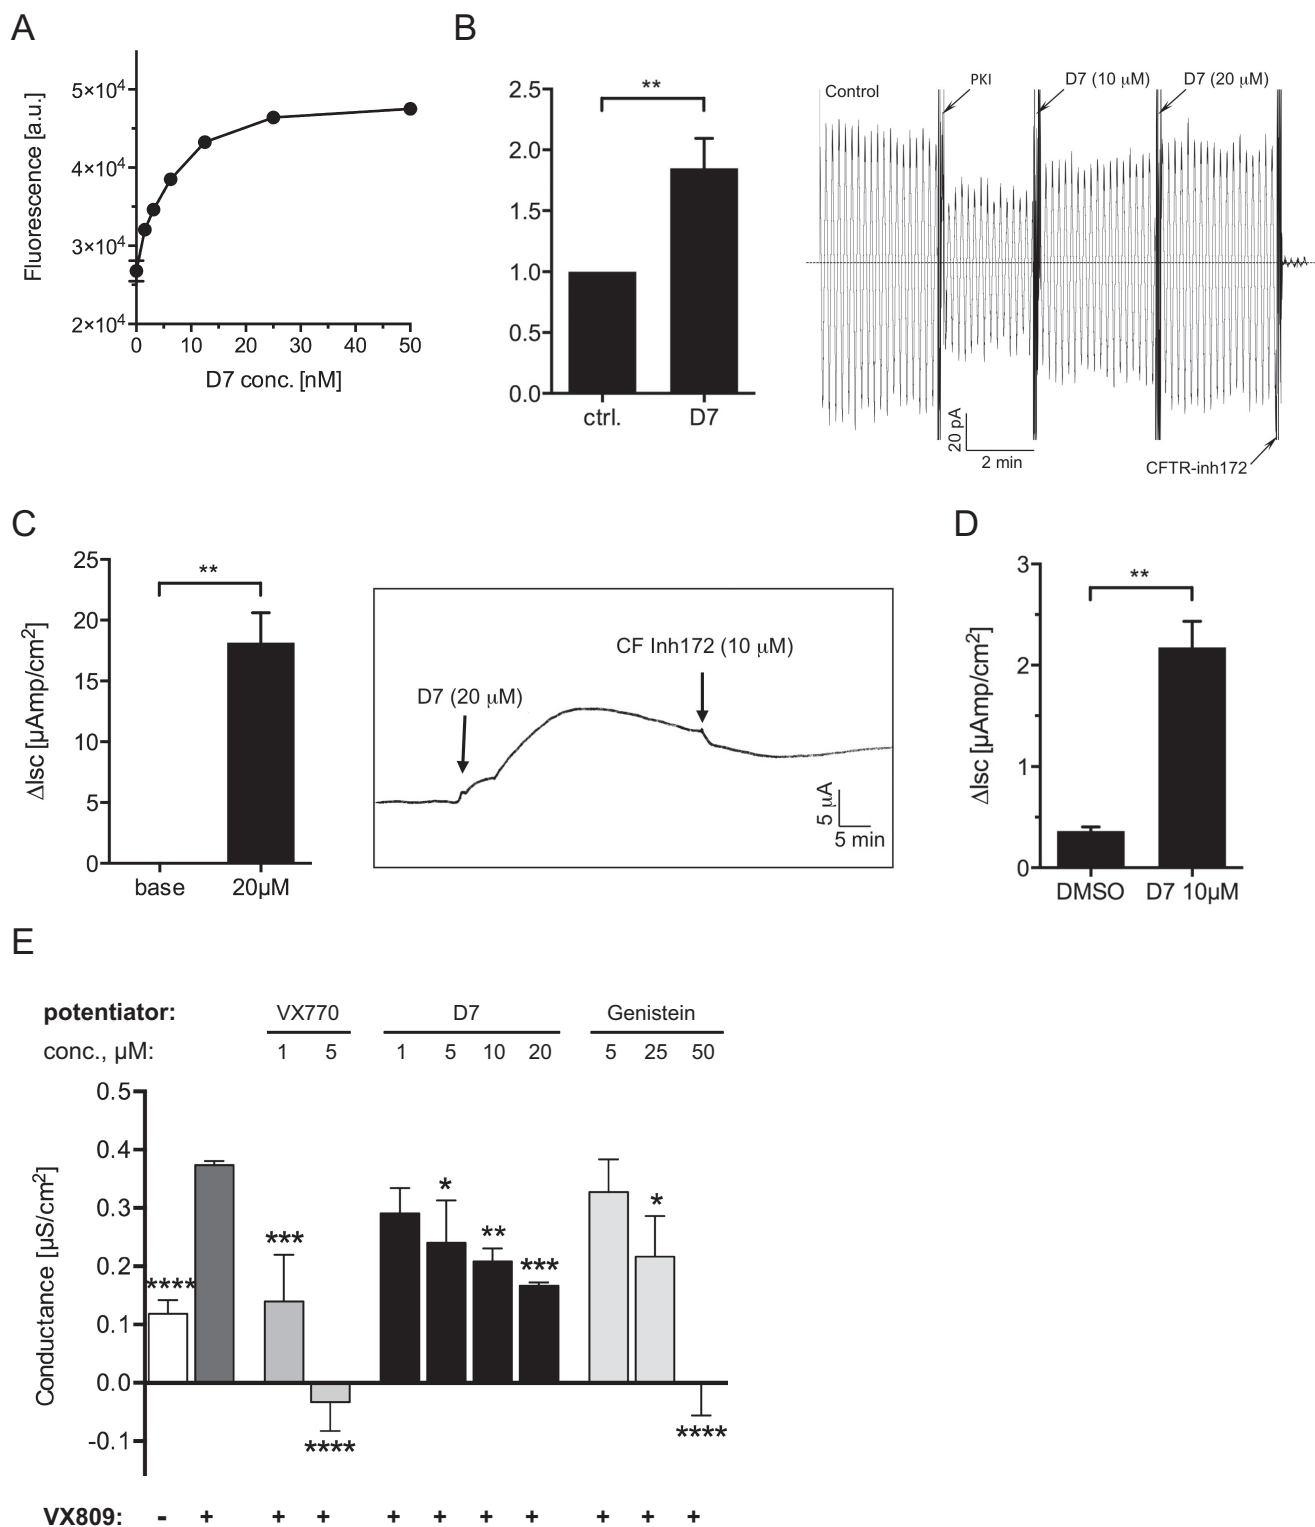 A
Fluorescence [a.u.]
5×10⁴
4×10⁴
3×10⁴
2×10⁴
0 10 20 30 40 50
D7 conc. [nM]
B
2.5
2.0
1.5
1.0
0.5
0.0
**
ctrl. D7
Control
PKI
D7 (10 µM)
D7 (20 µM)
20 pA
2 min
CFTR-inh172
C
ΔIsc [µAmp/cm²]
25
20
15
10
5
0
**
base 20µM
D7 (20 µM)
CF Inh172 (10 µM)
5 µA
5 min
D
ΔIsc [µAmp/cm²]
3
2
1
0
**
DMSO D7 10µM
E
potentiator: VX770 D7 Genistein
conc., µM: 1 5 1 5 10 20 5 25 50
Conductance [µS/cm²]
0.5
0.4
0.3
0.2
0.1
0.0
-0.1
**** *** **** * ** *** * ****
VX809: - + + + + + + + + + +